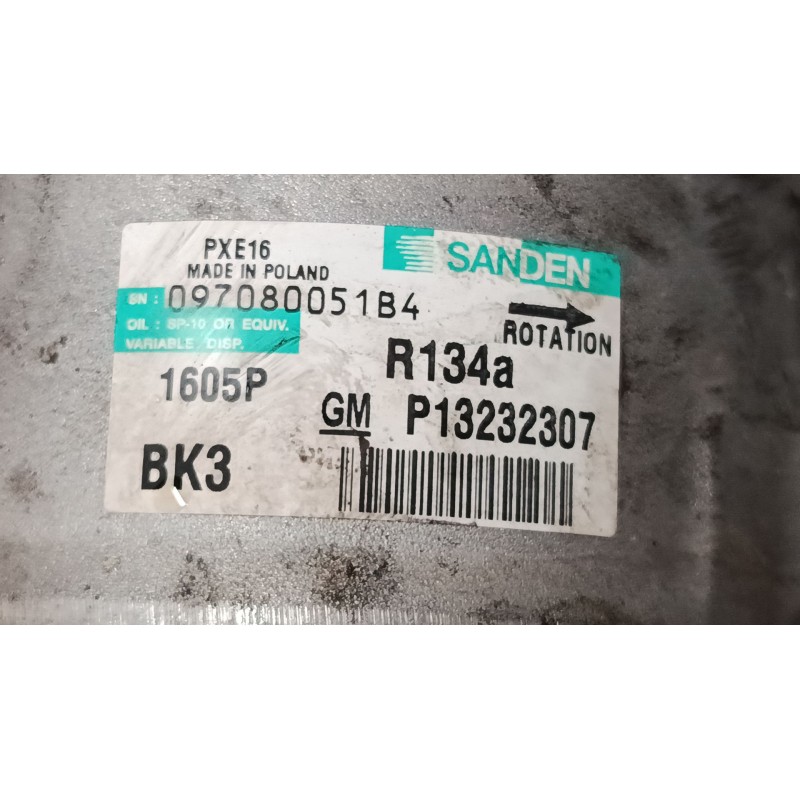 PXE16
MADE IN POLAND
SANDEN
SN : 097080051B4
OIL : SP-10 OR EQUIV.
VARIABLE DISP.
ROTATION
1605P
R134a
GM P13232307
BK3